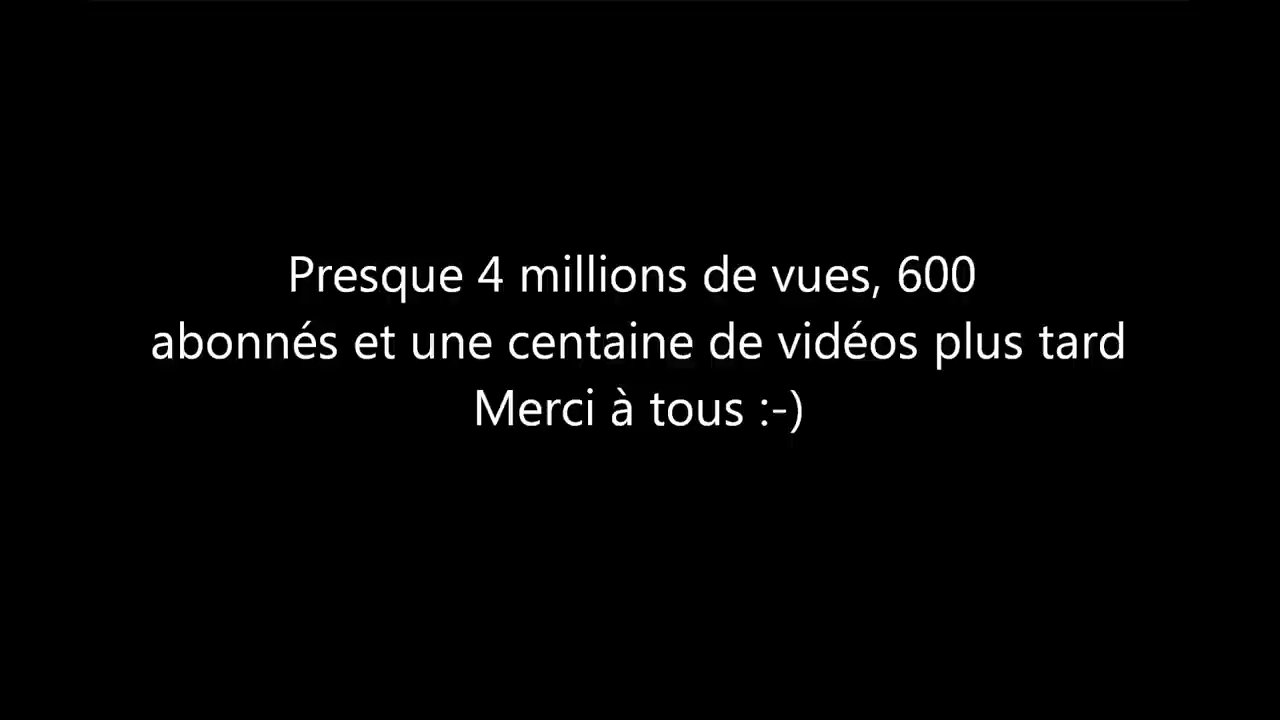 Presque 4 millions de vues, 600
abonnés et une centaine de vidéos plus tard
Merci à tous :-)